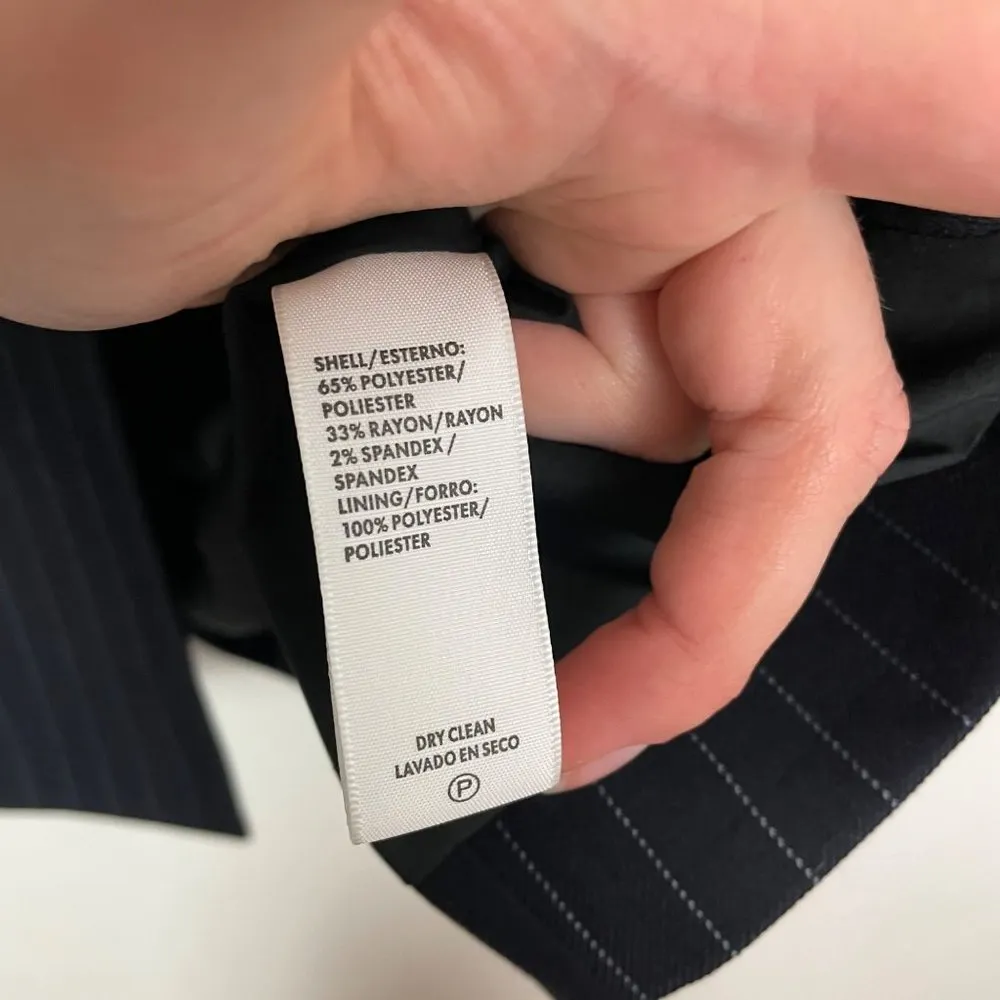 SHELL/ESTERNO:
65% POLYESTER/
POLIESTER
33% RAYON/RAYON
2% SPANDEX/
SPANDEX
LINING/FORRO:
100% POLYESTER/
POLIESTER
DRY CLEAN
LAVADO EN SECO
P